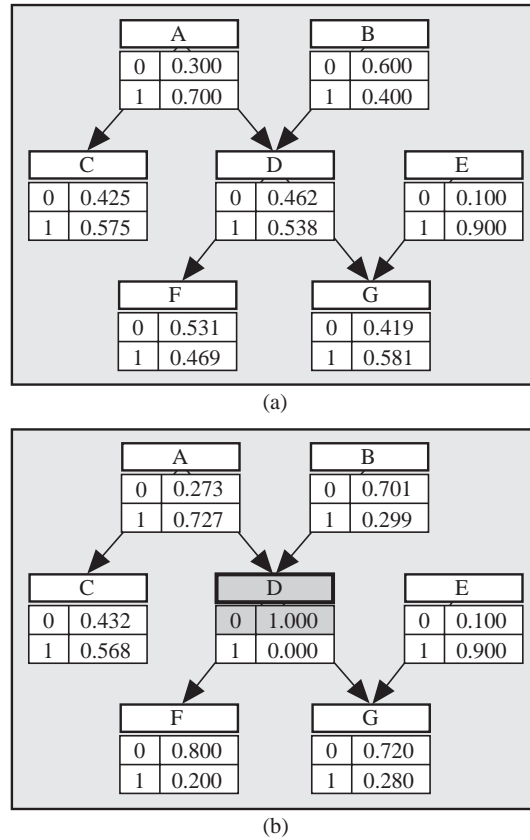 A B
0 0.300 0 0.600
1 0.700 1 0.400
C D E
0 0.425 0 0.462 0 0.100
1 0.575 1 0.538 1 0.900
F G
0 0.531 0 0.419
1 0.469 1 0.581
(a)
A B
0 0.273 0 0.701
1 0.727 1 0.299
C D E
0 0.432 0 1.000 0 0.100
1 0.568 1 0.000 1 0.900
F G
0 0.800 0 0.720
1 0.200 1 0.280
(b)